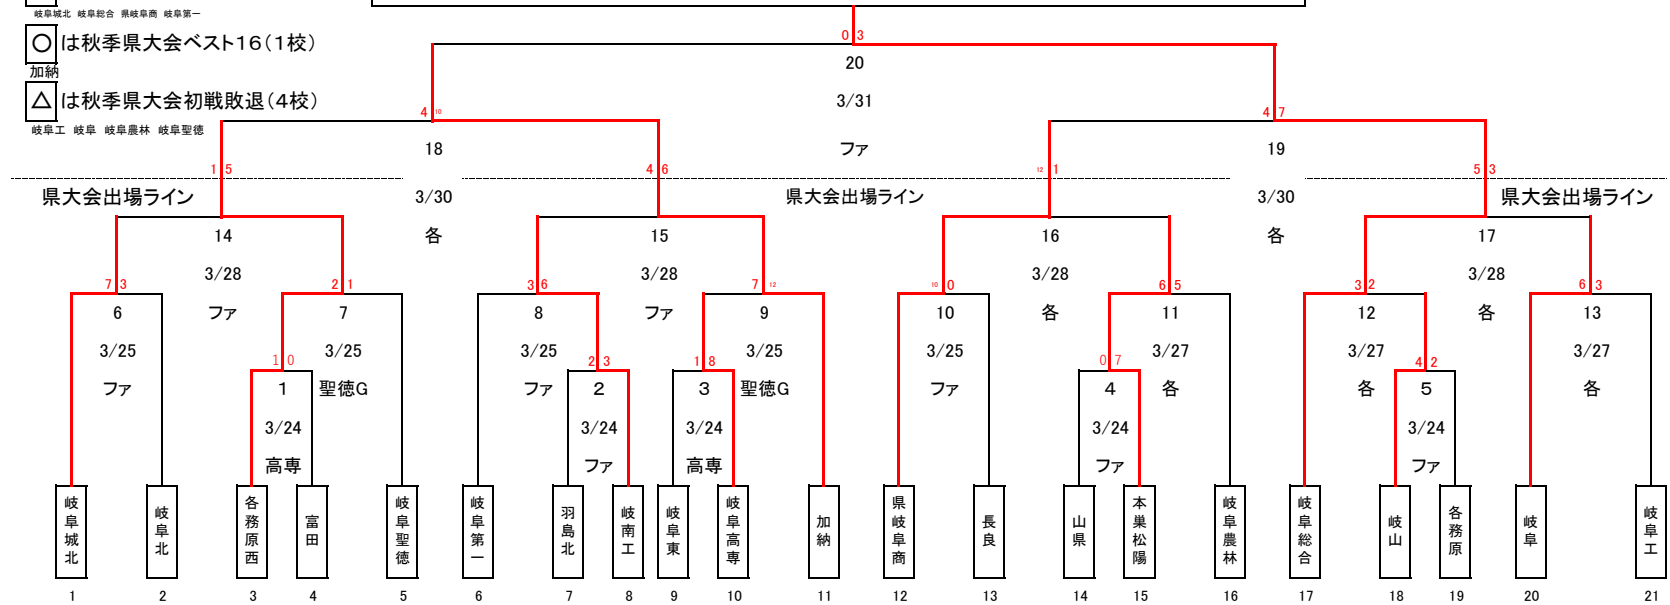 岐阜城北 岐阜総合 県岐阜商 岐阜第一
○は秋季県大会ベスト16（1校）
加納
△は秋季県大会初戦敗退（4校）
岐阜工 岐阜 岐阜農林 岐阜聖徳
0 3
20
3/31
ファ
4 10
18
3/30
各
4 7
19
3/30
各
1 5
4 6
12 1
5 3
県大会出場ライン
県大会出場ライン
県大会出場ライン
14
3/28
ファ
15
3/28
ファ
16
3/28
各
17
3/28
各
7 3
6
3/25
ファ
2 1
7
3/25
聖徳G
3 6
8
3/25
ファ
7 12
9
3/25
聖徳G
10 0
10
3/25
ファ
6 5
11
3/27
各
3 2
12
3/27
各
6 3
13
3/27
各
1 0
1
3/24
高専
2 3
2
3/24
ファ
1 8
3
3/24
高専
0 7
4
3/24
ファ
4 2
5
3/24
ファ
岐阜城北
岐阜北
各務原西
富田
岐阜聖徳
岐阜第一
羽島北
岐南工
岐阜東
岐阜高専
加納
県岐阜商
長良
山県
本巣松陽
岐阜農林
岐阜総合
岐山
各務原
岐阜
岐阜工
1 2 3 4 5 6 7 8 9 10 11 12 13 14 15 16 17 18 19 20 21